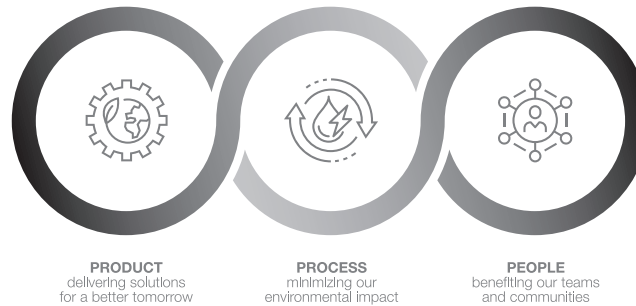 PRODUCT
delivering solutions
for a better tomorrow
PROCESS
minimizing our
environmental impact
PEOPLE
benefiting our teams
and communities